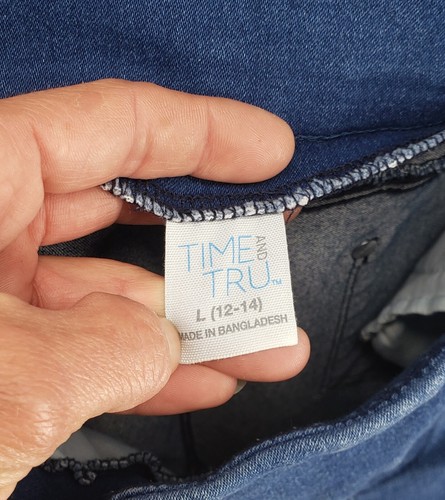 TIME AND
TRU™
L (12-14)
MADE IN BANGLADESH